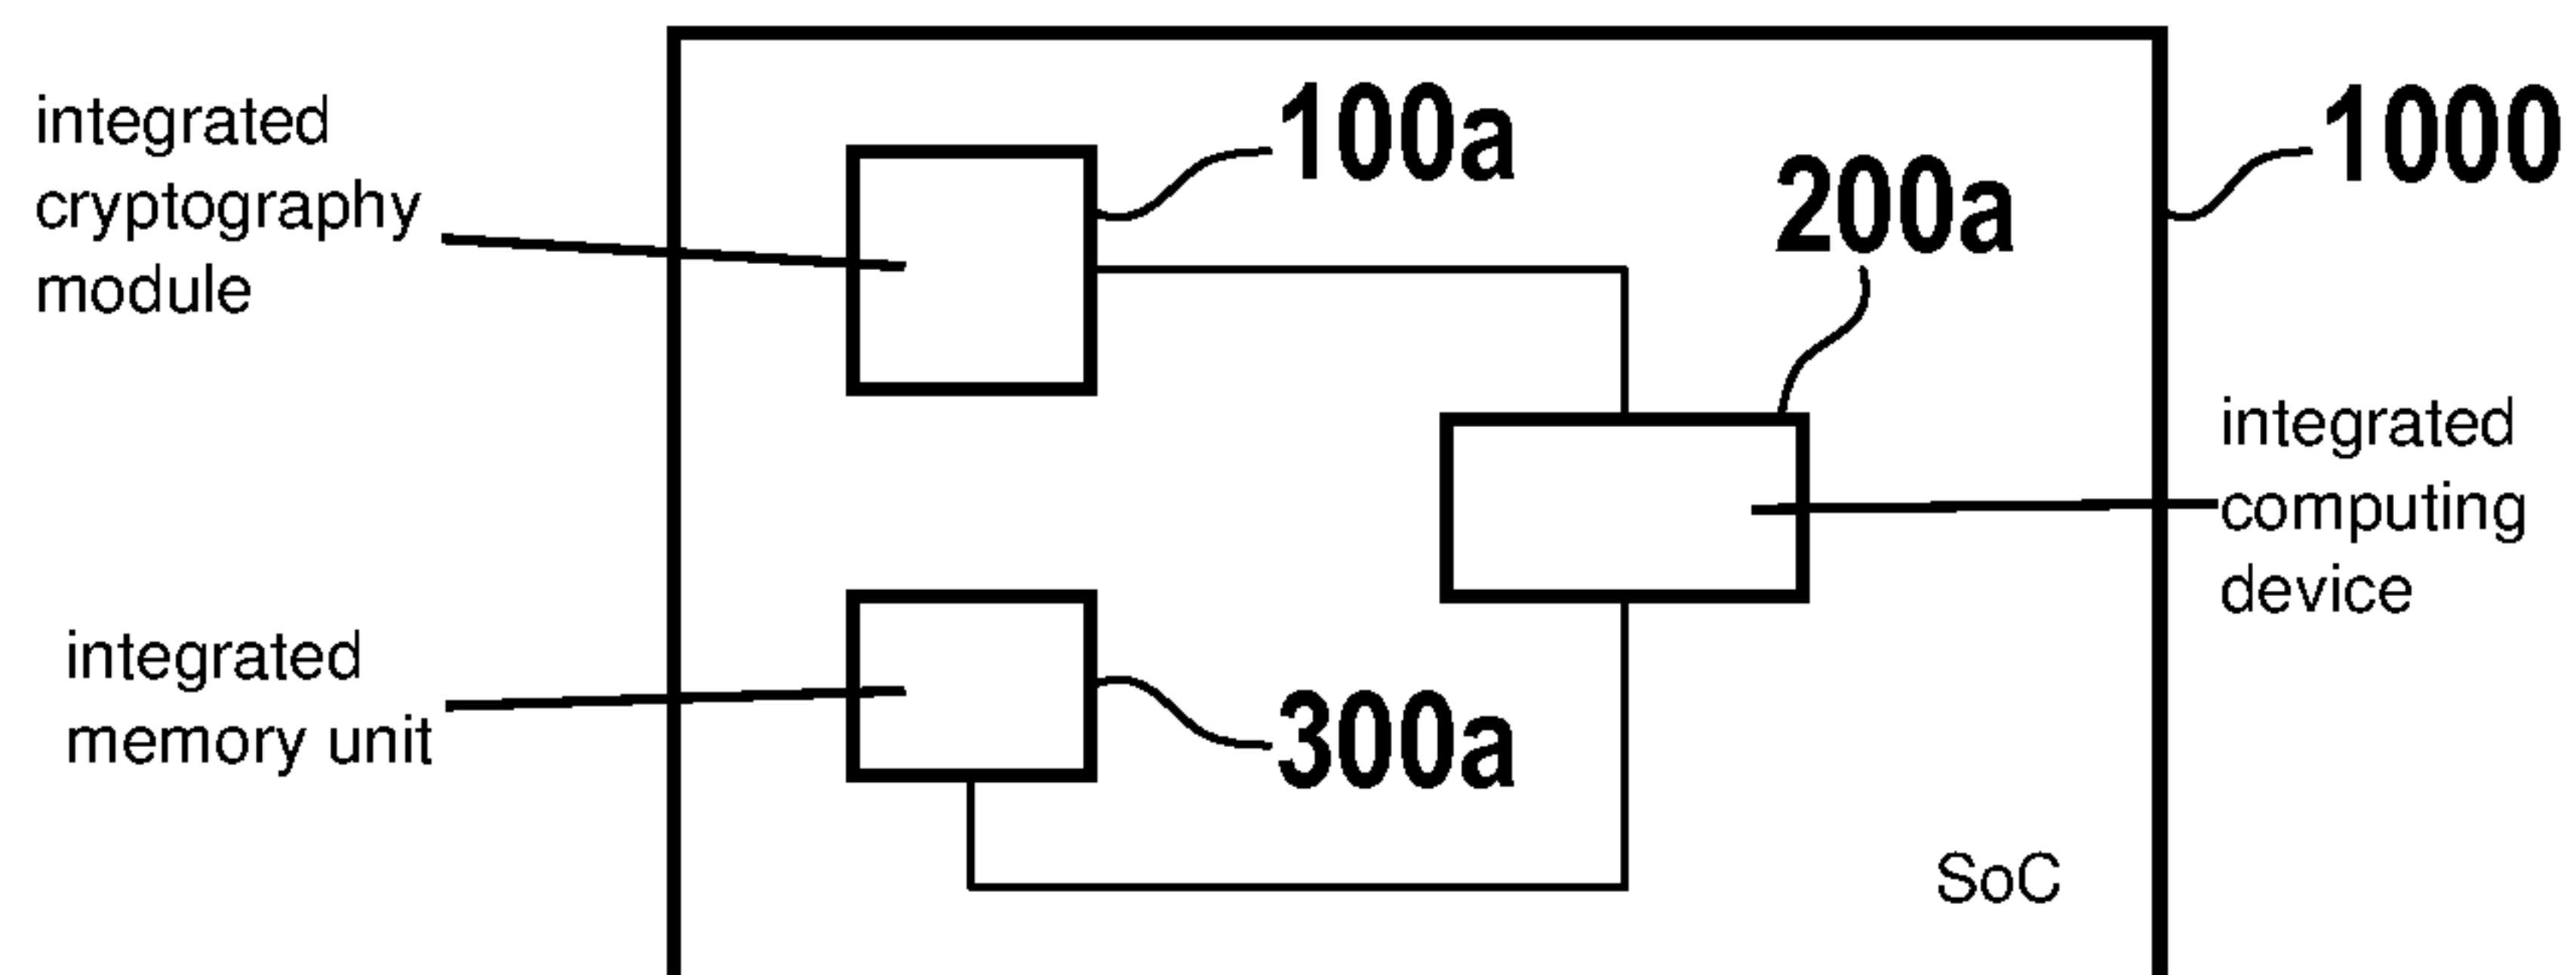 integrated
cryptography
module
100a
200a
1000
integrated
computing
device
integrated
memory unit
300a
SoC